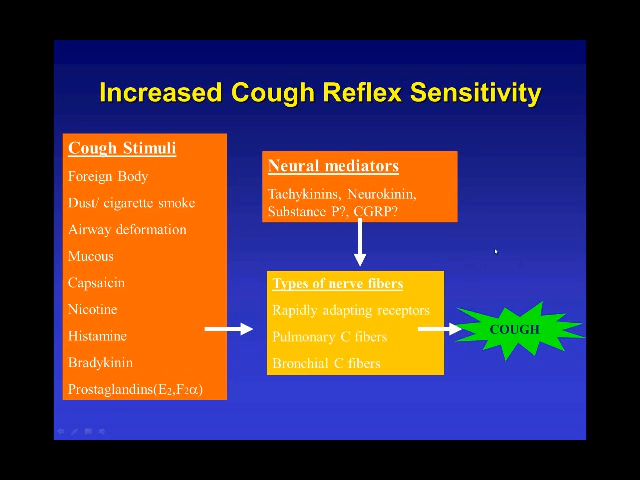 Increased Cough Reflex Sensitivity
Cough Stimuli
Foreign Body
Dust/ cigarette smoke
Airway deformation
Mucous
Capsaicin
Nicotine
Histamine
Bradykinin
Prostaglandins(E₂,F₂α)
Neural mediators
Tachykinins, Neurokinin,
Substance P?, CGRP?
Types of nerve fibers
Rapidly adapting receptors
Pulmonary C fibers
Bronchial C fibers
COUGH